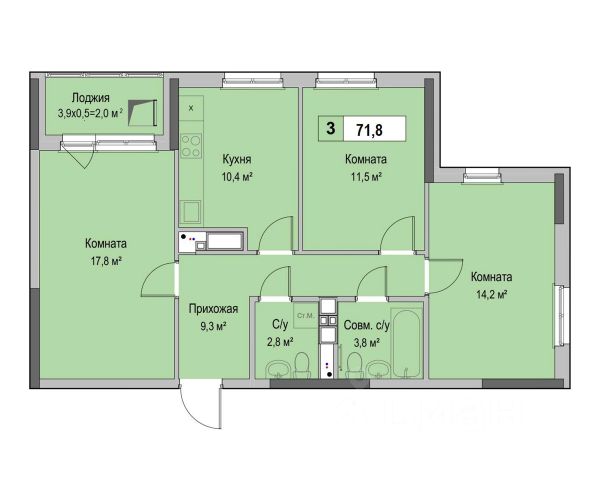 Лоджия
3,9х0,5=2,0 м²
x
Кухня
10,4 м²
3 71,8
Комната
11,5 м²
Комната
17,8 м²
Комната
14,2 м²
Прихожая
9,3 м²
С/у
2,8 м²
Ст.М.
Совм. с/у
3,8 м²